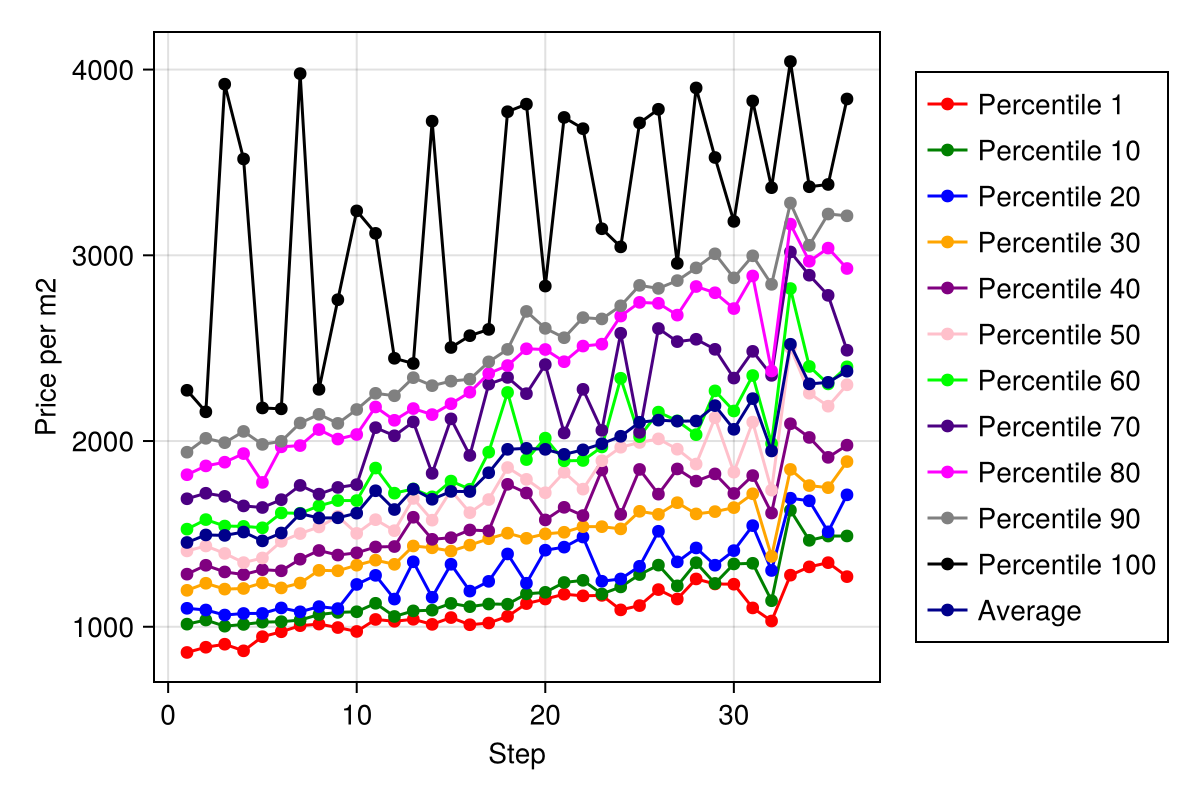 4000
3000
2000
1000
Price per m2
0 10 20 30
Step
Percentile 1
Percentile 10
Percentile 20
Percentile 30
Percentile 40
Percentile 50
Percentile 60
Percentile 70
Percentile 80
Percentile 90
Percentile 100
Average